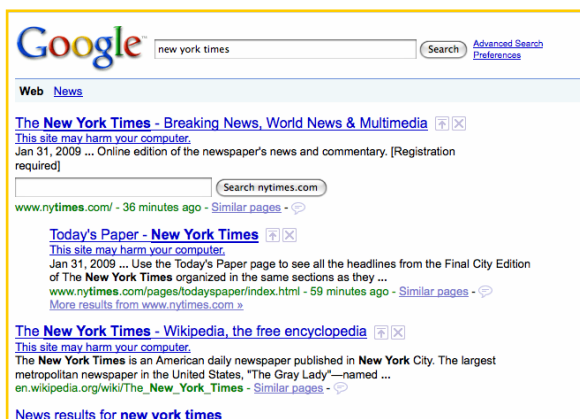 Google™ new york times Search Advanced Search
Preferences
Web News
The New York Times - Breaking News, World News & Multimedia
This site may harm your computer.
Jan 31, 2009 ... Online edition of the newspaper's news and commentary. [Registration
required]
Search nytimes.com
www.nytimes.com/ - 36 minutes ago - Similar pages -
Today's Paper - New York Times
This site may harm your computer.
Jan 31, 2009 ... Use the Today's Paper page to see all the headlines from the Final City Edition
of The New York Times organized in the same sections as they ...
www.nytimes.com/pages/todayspaper/index.html - 59 minutes ago - Similar pages -
More results from www.nytimes.com »
The New York Times - Wikipedia, the free encyclopedia
This site may harm your computer.
The New York Times is an American daily newspaper published in New York City. The largest
metropolitan newspaper in the United States, "The Gray Lady"—named ...
en.wikipedia.org/wiki/The_New_York_Times - Similar pages -
News results for new york times